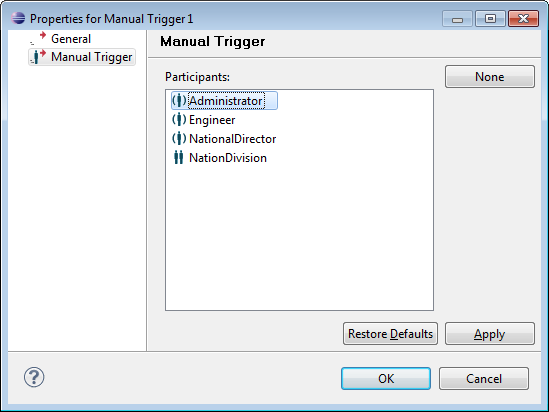 Properties for Manual Trigger 1
General
Manual Trigger
Manual Trigger
Participants:
None
Administrator
Engineer
NationalDirector
NationDivision
Restore Defaults
Apply
?
OK
Cancel